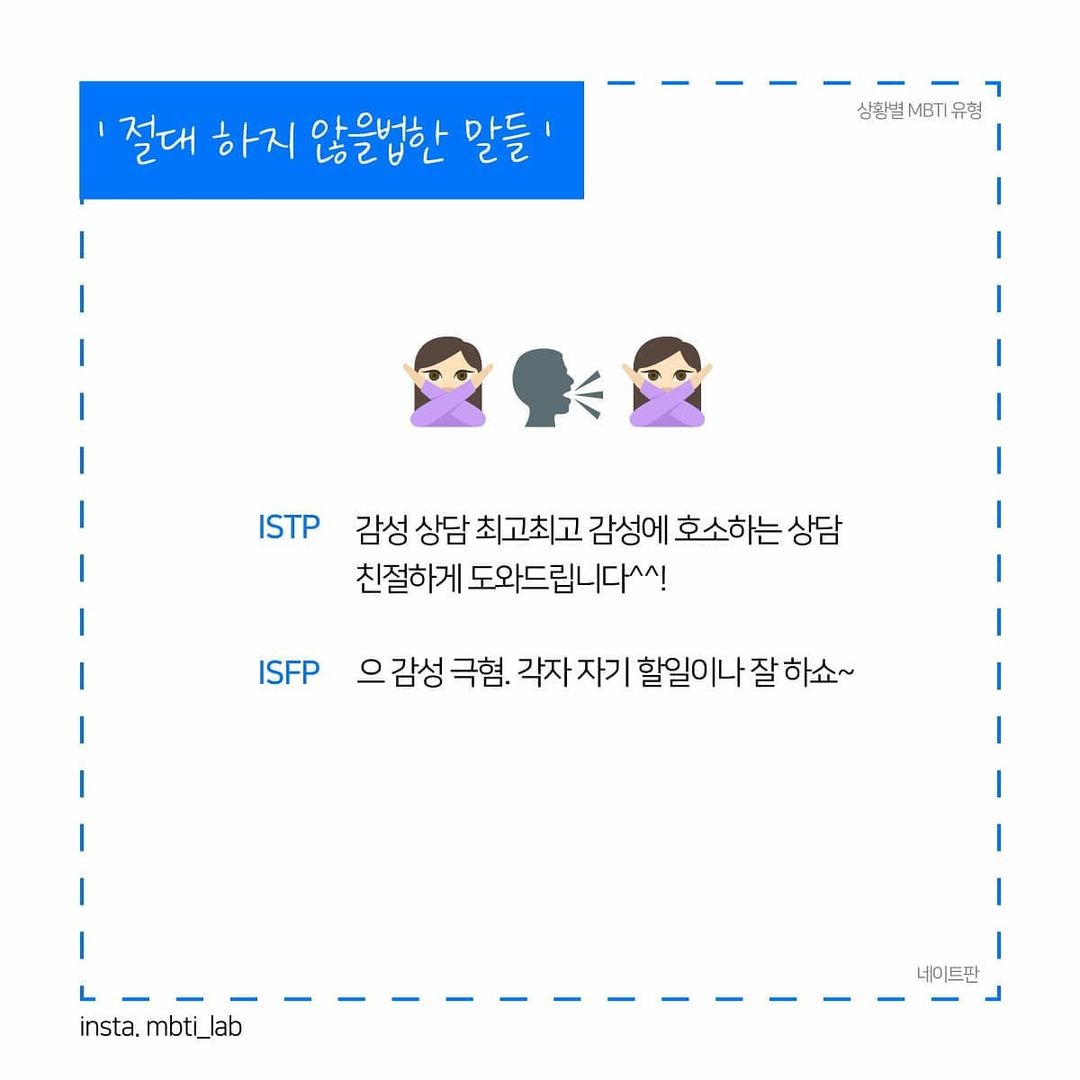 ' 절대 하지 않을법한 말들 '
상황별 MBTI 유형
ISTP 감성 상담 최고최고 감성에 호소하는 상담
친절하게 도와드립니다^^!
ISFP 으 감성 극혐. 각자 자기 할일이나 잘 하쇼~
네이트판
insta. mbti_lab